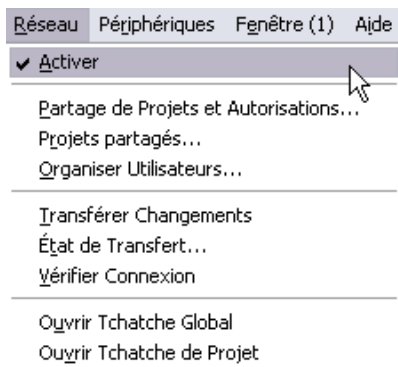 Réseau Périphériques Fenêtre (1) Aide
✔ Activer
Partage de Projets et Autorisations...
Projets partagés...
Organiser Utilisateurs...
Transférer Changements
État de Transfert...
Vérifier Connexion
Ouvrir Tchatche Global
Ouvrir Tchatche de Projet